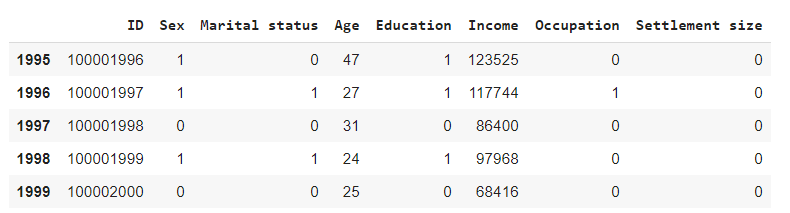 ID Sex Marital status Age Education Income Occupation Settlement size
1995 100001996 1 0 47 1 123525 0 0
1996 100001997 1 1 27 1 117744 1 0
1997 100001998 0 0 31 0 86400 0 0
1998 100001999 1 1 24 1 97968 0 0
1999 100002000 0 0 25 0 68416 0 0